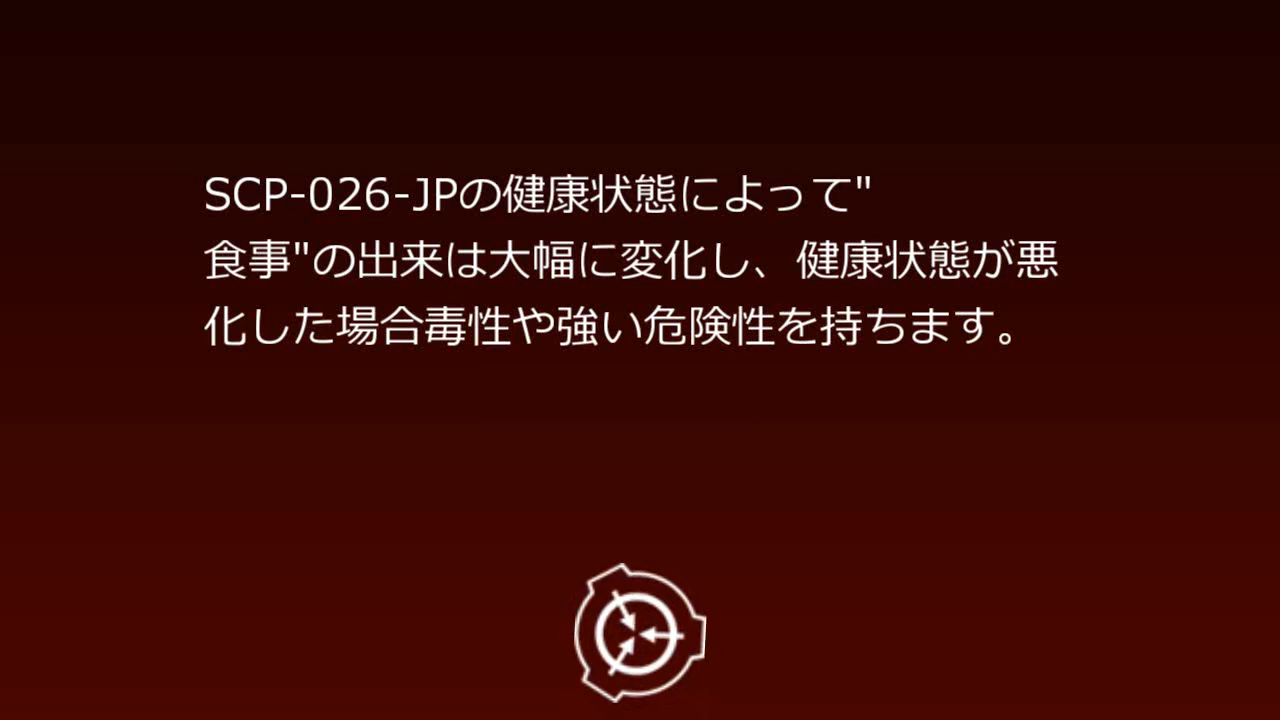 SCP-026-JPの健康状態によって"
食事"の出来は大幅に変化し、健康状態が悪
化した場合毒性や強い危険性を持ちます。